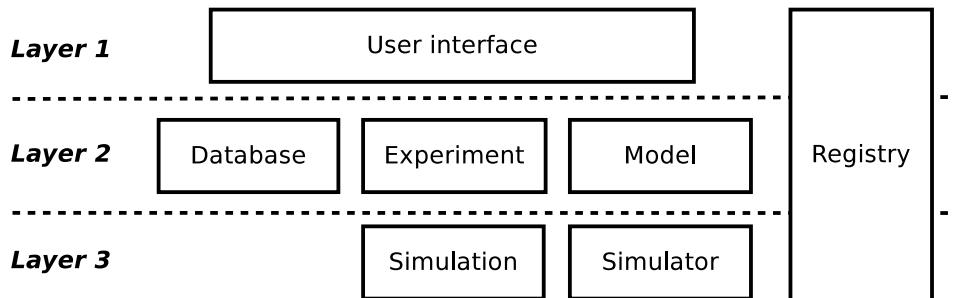 Layer 1
User interface
Layer 2
Database
Experiment
Model
Registry
Layer 3
Simulation
Simulator